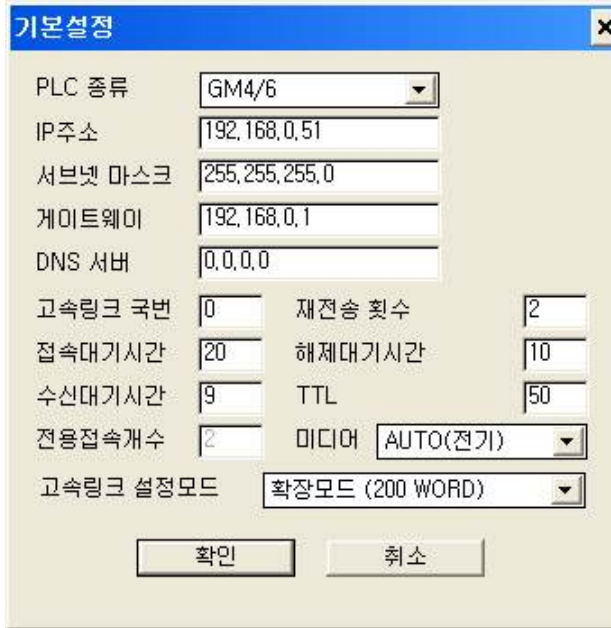 기본설정
PLC 종류 GM4/6
IP주소 192,168,0,51
서브넷 마스크 255,255,255,0
게이트웨이 192,168,0,1
DNS 서버 0,0,0,0
고속링크 국번 0 재전송 횟수 2
접속대기시간 20 해제대기시간 10
수신대기시간 9 TTL 50
전용접속개수 2 미디어 AUTO(전기)
고속링크 설정모드 확장모드 (200 WORD)
확인 취소